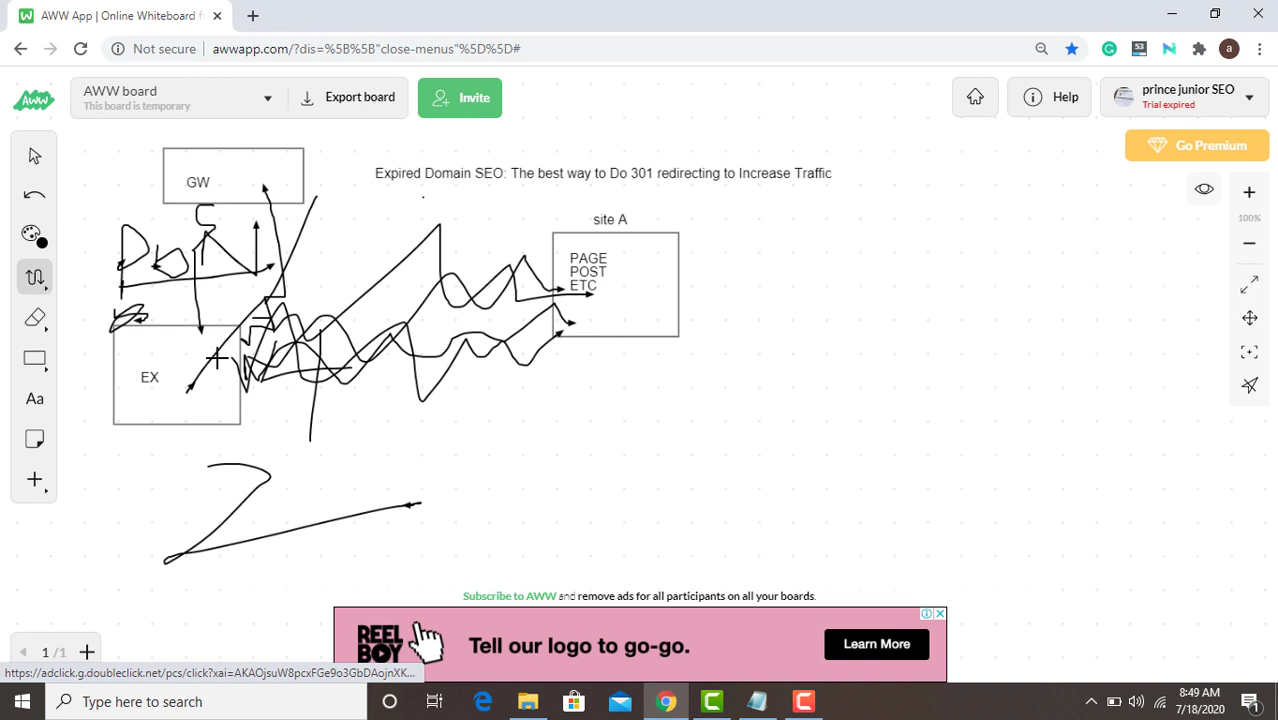 AWW App | Online Whiteboard f
Not secure
awwapp.com/?dis=%5B%5B"close-menus"%5D%5D#
53
a
AWW
AWW board
This board is temporary
Export board
Invite
Help
prince junior SEO
Trial expired
Go Premium
GW
Expired Domain SEO: The best way to Do 301 redirecting to Increase Traffic
100%
site A
PAGE
POST
ETC
EX
Aa
Subscribe to AWW and remove ads for all participants on all your boards.
REEL
BOY
Tell our logo to go-go.
Learn More
1 / 1
https://adclick.g.doubleclick.net/pcs/click?xai=AKAOjsuW8pcxFGe9o3GbDAojnXK...
Type here to search
8:49 AM
7/18/2020
1